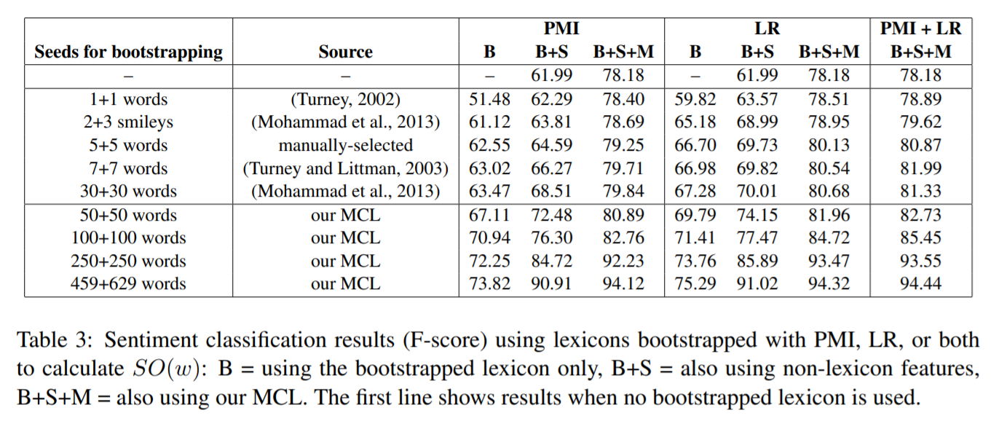 PMI LR PMI + LR
Seeds for bootstrapping Source B B+S B+S+M B B+S B+S+M B+S+M
– – – 61.99 78.18 – 61.99 78.18 78.18
1+1 words (Turney, 2002) 51.48 62.29 78.40 59.82 63.57 78.51 78.89
2+3 smileys (Mohammad et al., 2013) 61.12 63.81 78.69 65.18 68.99 78.95 79.62
5+5 words manually-selected 62.55 64.59 79.25 66.70 69.73 80.13 80.87
7+7 words (Turney and Littman, 2003) 63.02 66.27 79.71 66.98 69.82 80.54 81.99
30+30 words (Mohammad et al., 2013) 63.47 68.51 79.84 67.28 70.01 80.68 81.33
50+50 words our MCL 67.11 72.48 80.89 69.79 74.15 81.96 82.73
100+100 words our MCL 70.94 76.30 82.76 71.41 77.47 84.72 85.45
250+250 words our MCL 72.25 84.72 92.23 73.76 85.89 93.47 93.55
459+629 words our MCL 73.82 90.91 94.12 75.29 91.02 94.32 94.44
Table 3: Sentiment classification results (F-score) using lexicons bootstrapped with PMI, LR, or both
to calculate SO(w): B = using the bootstrapped lexicon only, B+S = also using non-lexicon features,
B+S+M = also using our MCL. The first line shows results when no bootstrapped lexicon is used.